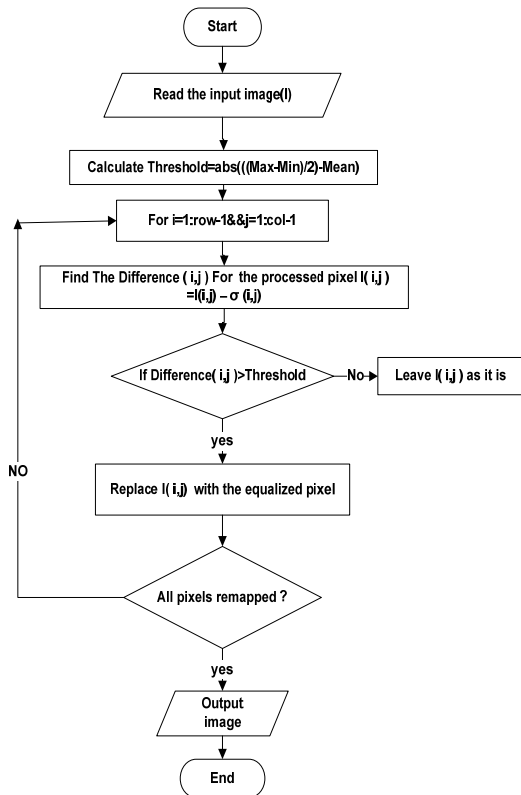 Start
Read the input image(I)
Calculate Threshold=abs(((Max-Min)/2)-Mean)
For i=1:row-1&&j=1:col-1
Find The Difference ( i,j ) For the processed pixel I( i,j )
=I(i,j) – σ (i,j)
If Difference( i,j )>Threshold
No
Leave I( i,j ) as it is
yes
NO
Replace I( i,j) with the equalized pixel
All pixels remapped ?
yes
Output
image
End